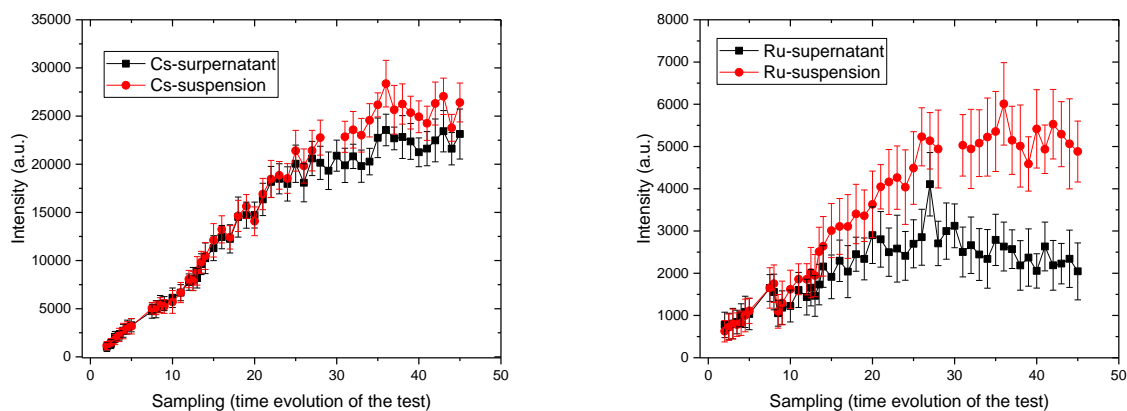 35000
30000
25000
20000
15000
10000
5000
0
Intensity (a.u.)
Cs-surpernatant
Cs-suspension
0 10 20 30 40 50
Sampling (time evolution of the test)
8000
7000
6000
5000
4000
3000
2000
1000
0
Intensity (a.u.)
Ru-supernatant
Ru-suspension
0 10 20 30 40 50
Sampling (time evolution of the test)